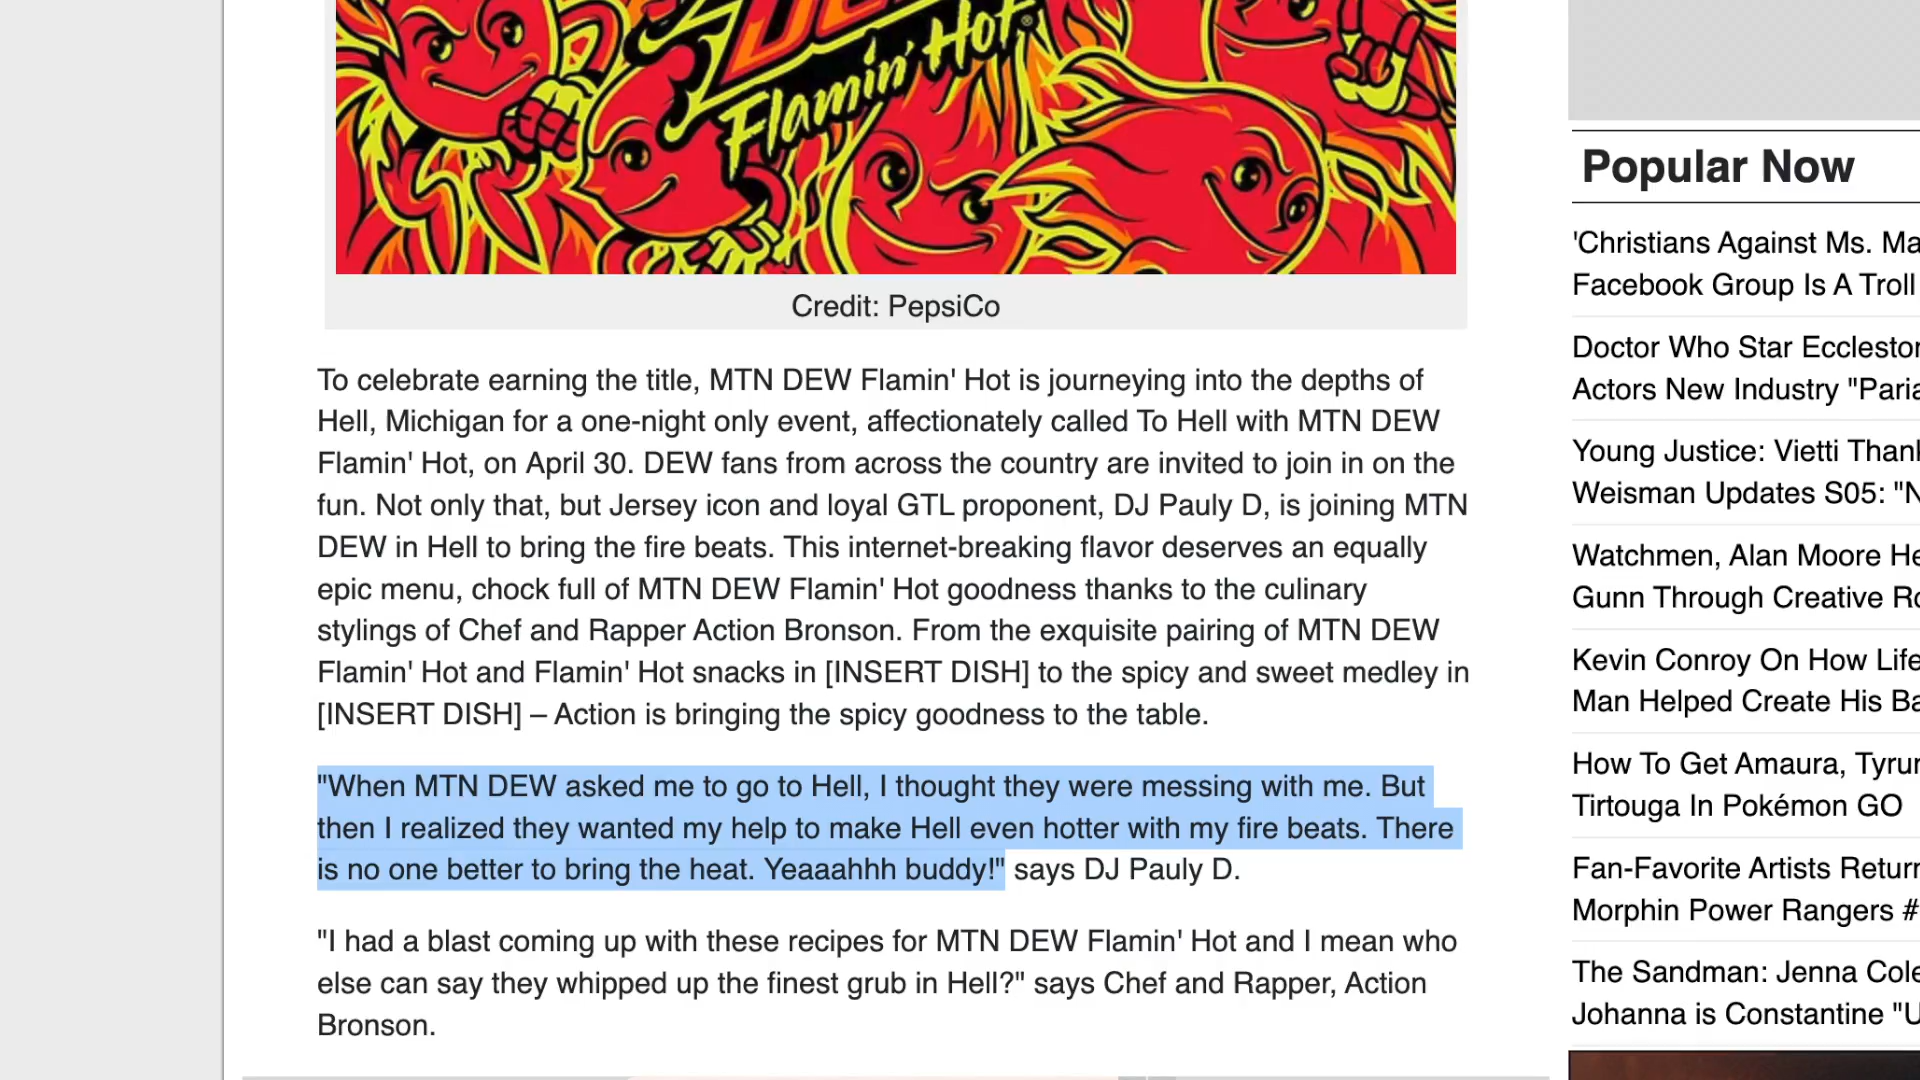 Flamin' Hot®
Credit: PepsiCo
To celebrate earning the title, MTN DEW Flamin' Hot is journeying into the depths of
Hell, Michigan for a one-night only event, affectionately called To Hell with MTN DEW
Flamin' Hot, on April 30. DEW fans from across the country are invited to join in on the
fun. Not only that, but Jersey icon and loyal GTL proponent, DJ Pauly D, is joining MTN
DEW in Hell to bring the fire beats. This internet-breaking flavor deserves an equally
epic menu, chock full of MTN DEW Flamin' Hot goodness thanks to the culinary
stylings of Chef and Rapper Action Bronson. From the exquisite pairing of MTN DEW
Flamin' Hot and Flamin' Hot snacks in [INSERT DISH] to the spicy and sweet medley in
[INSERT DISH] – Action is bringing the spicy goodness to the table.
"When MTN DEW asked me to go to Hell, I thought they were messing with me. But
then I realized they wanted my help to make Hell even hotter with my fire beats. There
is no one better to bring the heat. Yeaaahhh buddy!" says DJ Pauly D.
"I had a blast coming up with these recipes for MTN DEW Flamin' Hot and I mean who
else can say they whipped up the finest grub in Hell?" says Chef and Rapper, Action
Bronson.
Popular Now
'Christians Against Ms. Ma
Facebook Group Is A Troll
Doctor Who Star Ecclesto
Actors New Industry "Paria
Young Justice: Vietti Than
Weisman Updates S05: "N
Watchmen, Alan Moore He
Gunn Through Creative Ro
Kevin Conroy On How Life
Man Helped Create His Ba
How To Get Amaura, Tyru
Tirtouga In Pokémon GO
Fan-Favorite Artists Return
Morphin Power Rangers #
The Sandman: Jenna Cole
Johanna is Constantine "U